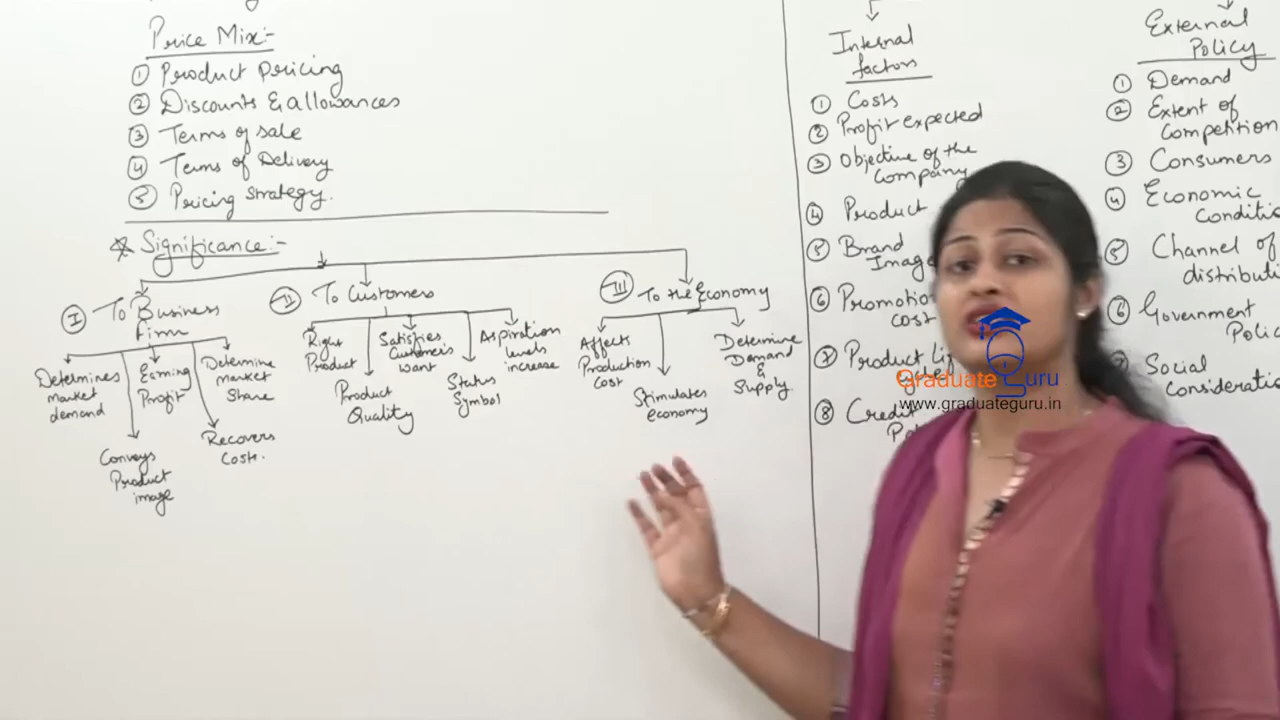 Price Mix:-
① Product pricing
② Discounts & allowances
③ Terms of sale
④ Terms of Delivery
⑤ Pricing strategy.
Significance:-
I To Business
firm
Determines
market
demand
Conveys
Product
image
Earning
Profit
Recovers
Costs.
Determine
market
Share
II To Customers
Right
Product
Product
Quality
Satisfies
Customers
want
Status
Symbol
Aspiration
levels
increase
III To the Economy
Affects
Production
cost
Stimulates
economy
Determine
Demand
&
Supply
Internal
factors
① Costs
② Profit expected
③ Objective of the
company
④ Product
⑤ Brand
Image
⑥ Promotio
cost
⑦ Product Li
⑧ Credit
External
Policy
① Demand
② Extent of
Competition
③ Consumers
④ Economic
Conditio
⑤ Channel of
distributi
⑥ Government
Polic
Social
Consideratio
Graduate Guru
www.graduateguru.in